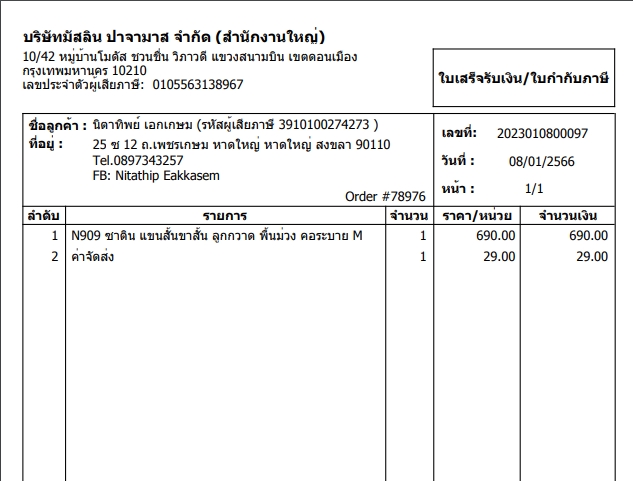 บริษัทมัสลิน ปาจามาส จำกัด (สำนักงานใหญ่)
10/42 หมู่บ้านโมดัส ชวนชื่น วิภาวดี แขวงสนามบิน เขตดอนเมือง
กรุงเทพมหานคร 10210
เลขประจำตัวผู้เสียภาษี: 0105563138967
ใบเสร็จรับเงิน/ใบกำกับภาษี
ชื่อลูกค้า : นิตาทิพย์ เอกเกษม (รหัสผู้เสียภาษี 3910100274273 )
ที่อยู่ : 25 ซ 12 ถ.เพชรเกษม หาดใหญ่ หาดใหญ่ สงขลา 90110
Tel.0897343257
FB: Nitathip Eakkasem
Order #78976
เลขที่: 2023010800097
วันที่ : 08/01/2566
หน้า : 1/1
ลำดับ รายการ จำนวน ราคา/หน่วย จำนวนเงิน
1 N909 ซาติน แขนสั้นขาสั้น ลูกกวาด พื้นม่วง คอระบาย M 1 690.00 690.00
2 ค่าจัดส่ง 1 29.00 29.00